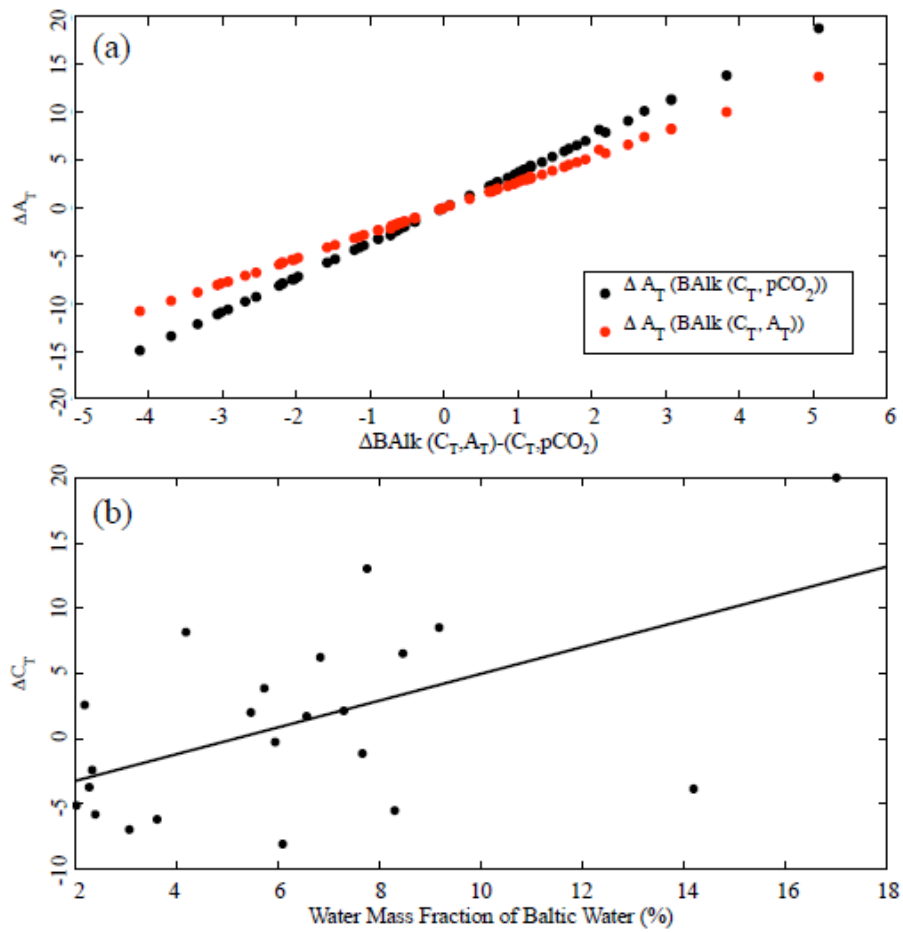 (a)
20
15
10
5
0
-5
-10
-15
-20
ΔA_T
Δ A_T (BAlk (C_T, pCO_2))
Δ A_T (BAlk (C_T, A_T))
-5 -4 -3 -2 -1 0 1 2 3 4 5 6
ΔBAlk (C_T,A_T)-(C_T,pCO_2)
(b)
20
15
10
5
0
-5
-10
ΔC_T
2 4 6 8 10 12 14 16 18
Water Mass Fraction of Baltic Water (%)